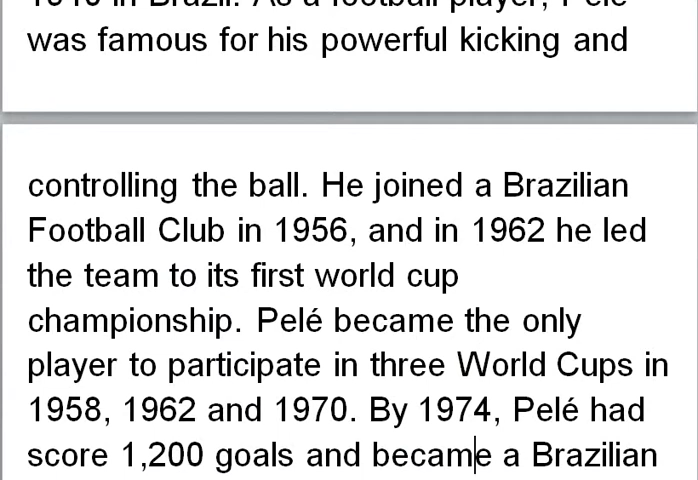 was famous for his powerful kicking and
controlling the ball. He joined a Brazilian
Football Club in 1956, and in 1962 he led
the team to its first world cup
championship. Pelé became the only
player to participate in three World Cups in
1958, 1962 and 1970. By 1974, Pelé had
score 1,200 goals and became a Brazilian